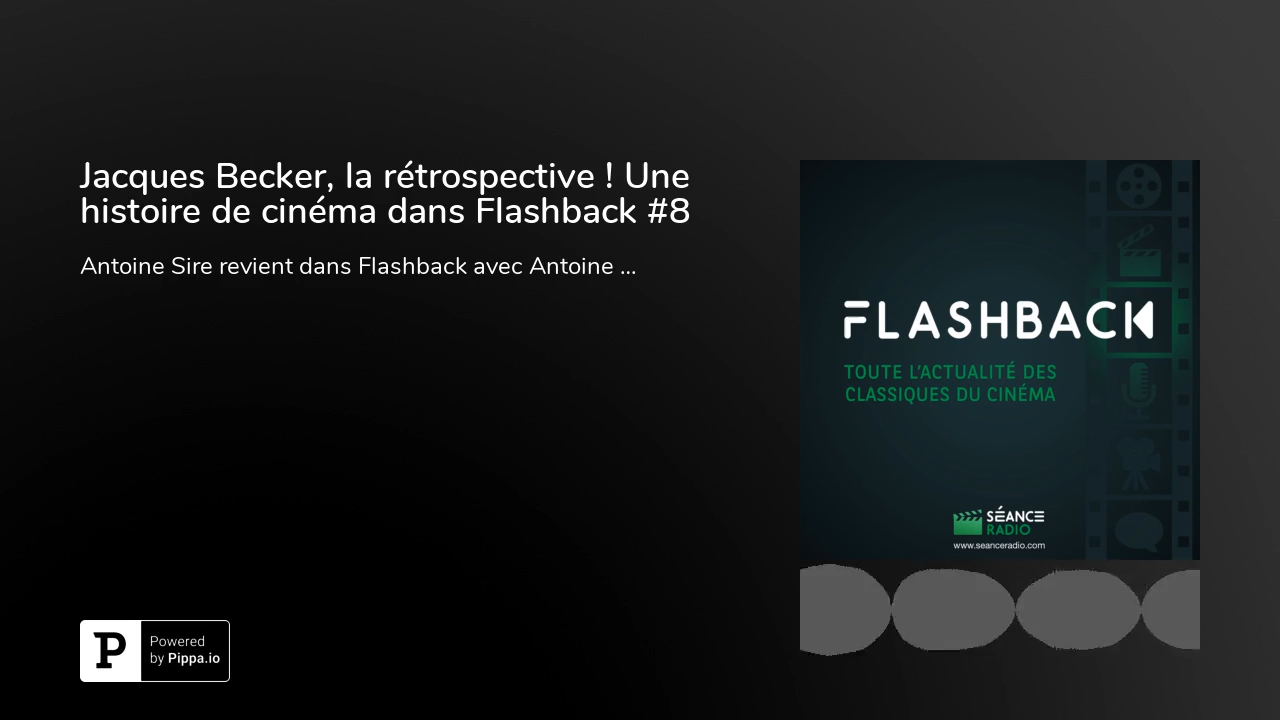 Jacques Becker, la rétrospective ! Une
histoire de cinéma dans Flashback #8
Antoine Sire revient dans Flashback avec Antoine ...
FLASHBACK
TOUTE L'ACTUALITÉ DES
CLASSIQUES DU CINÉMA
SÉANCE
RADIO
www.seanceradio.com
P
Powered
by Pippa.io